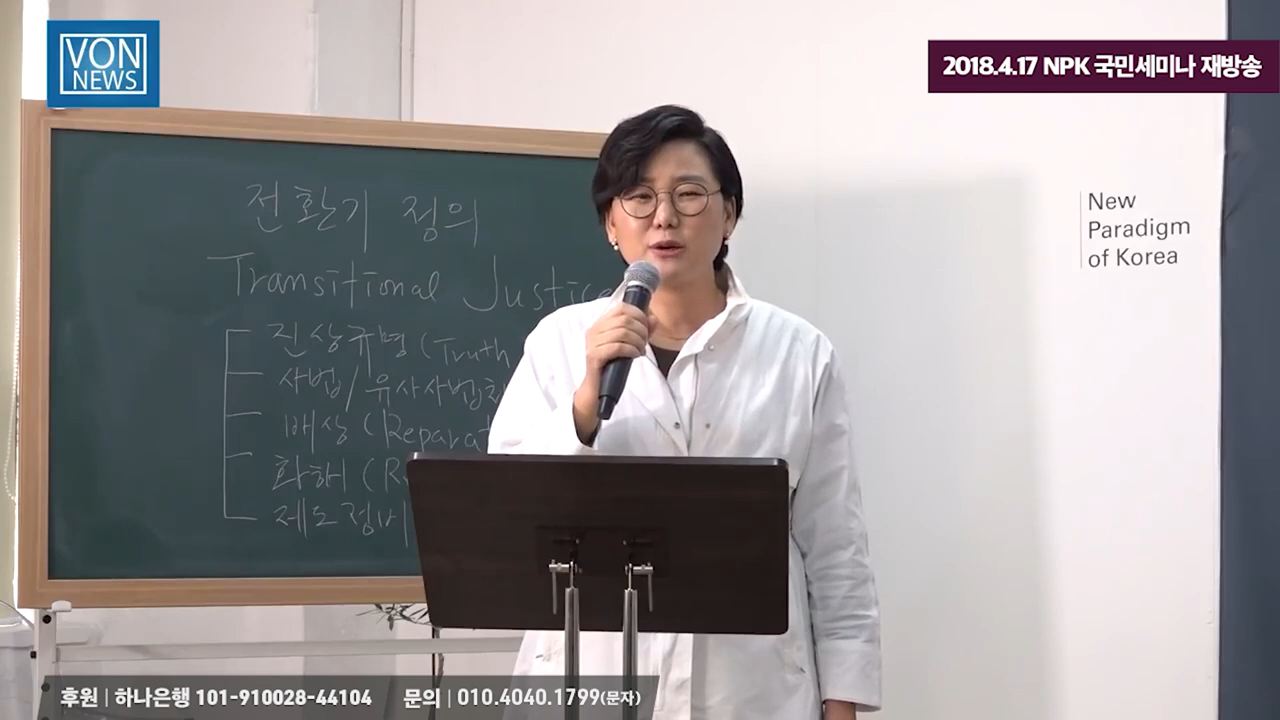 VON
NEWS
2018.4.17 NPK 국민세미나 재방송
New
Paradigm
of Korea
전환기 정의
Transitional Justice
진상규명 (Truth
사법/유사사법
배상 (Reparat
화해 (R
제도정비
후원 | 하나은행 101-910028-44104 문의 | 010.4040.1799(문자)